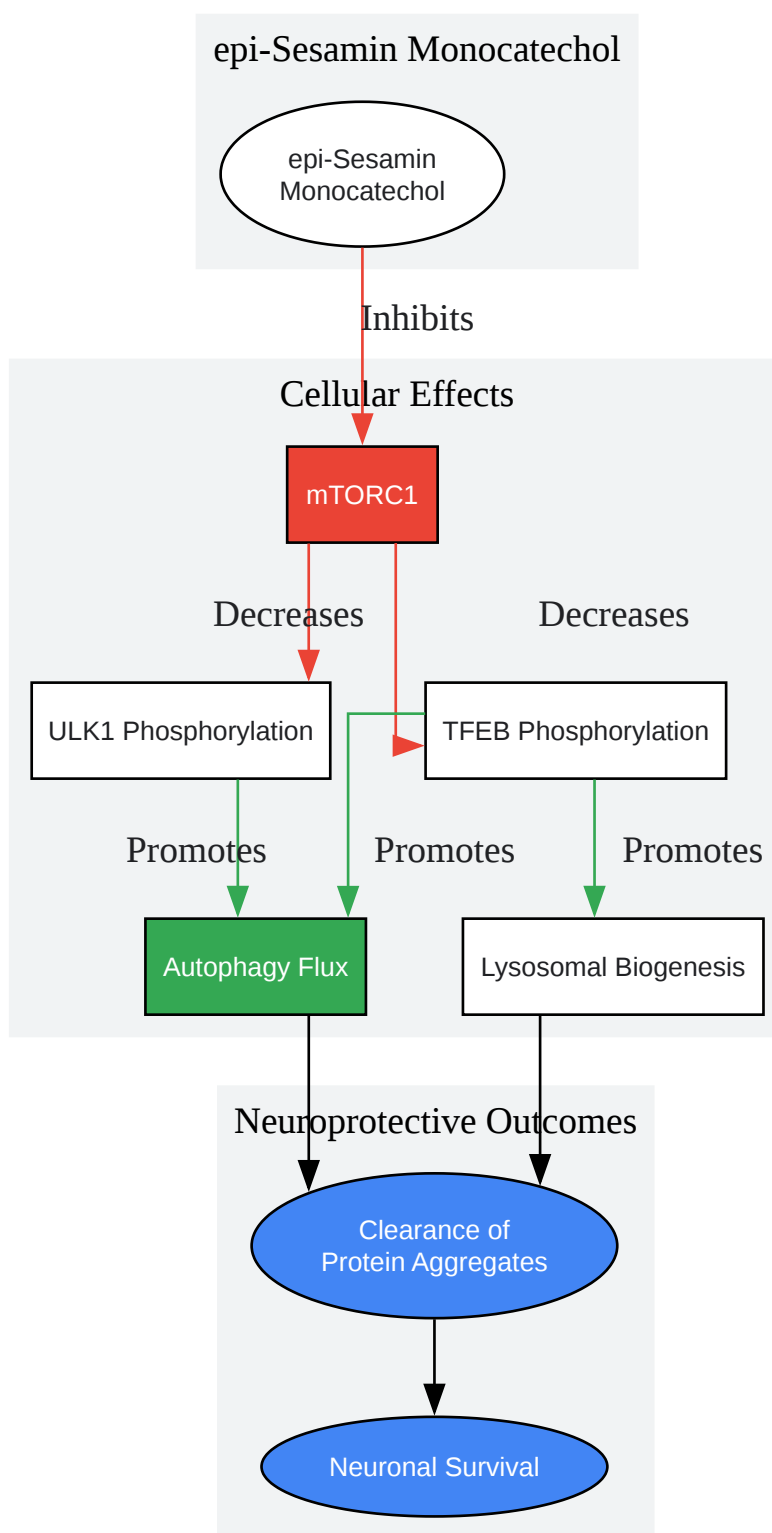 epi-Sesamin Monocatechol
epi-Sesamin
Monocatechol
Inhibits
Cellular Effects
mTORC1
Decreases
Decreases
ULK1 Phosphorylation
TFEB Phosphorylation
Promotes
Promotes
Promotes
Autophagy Flux
Lysosomal Biogenesis
Neuroprotective Outcomes
Clearance of
Protein Aggregates
Neuronal Survival